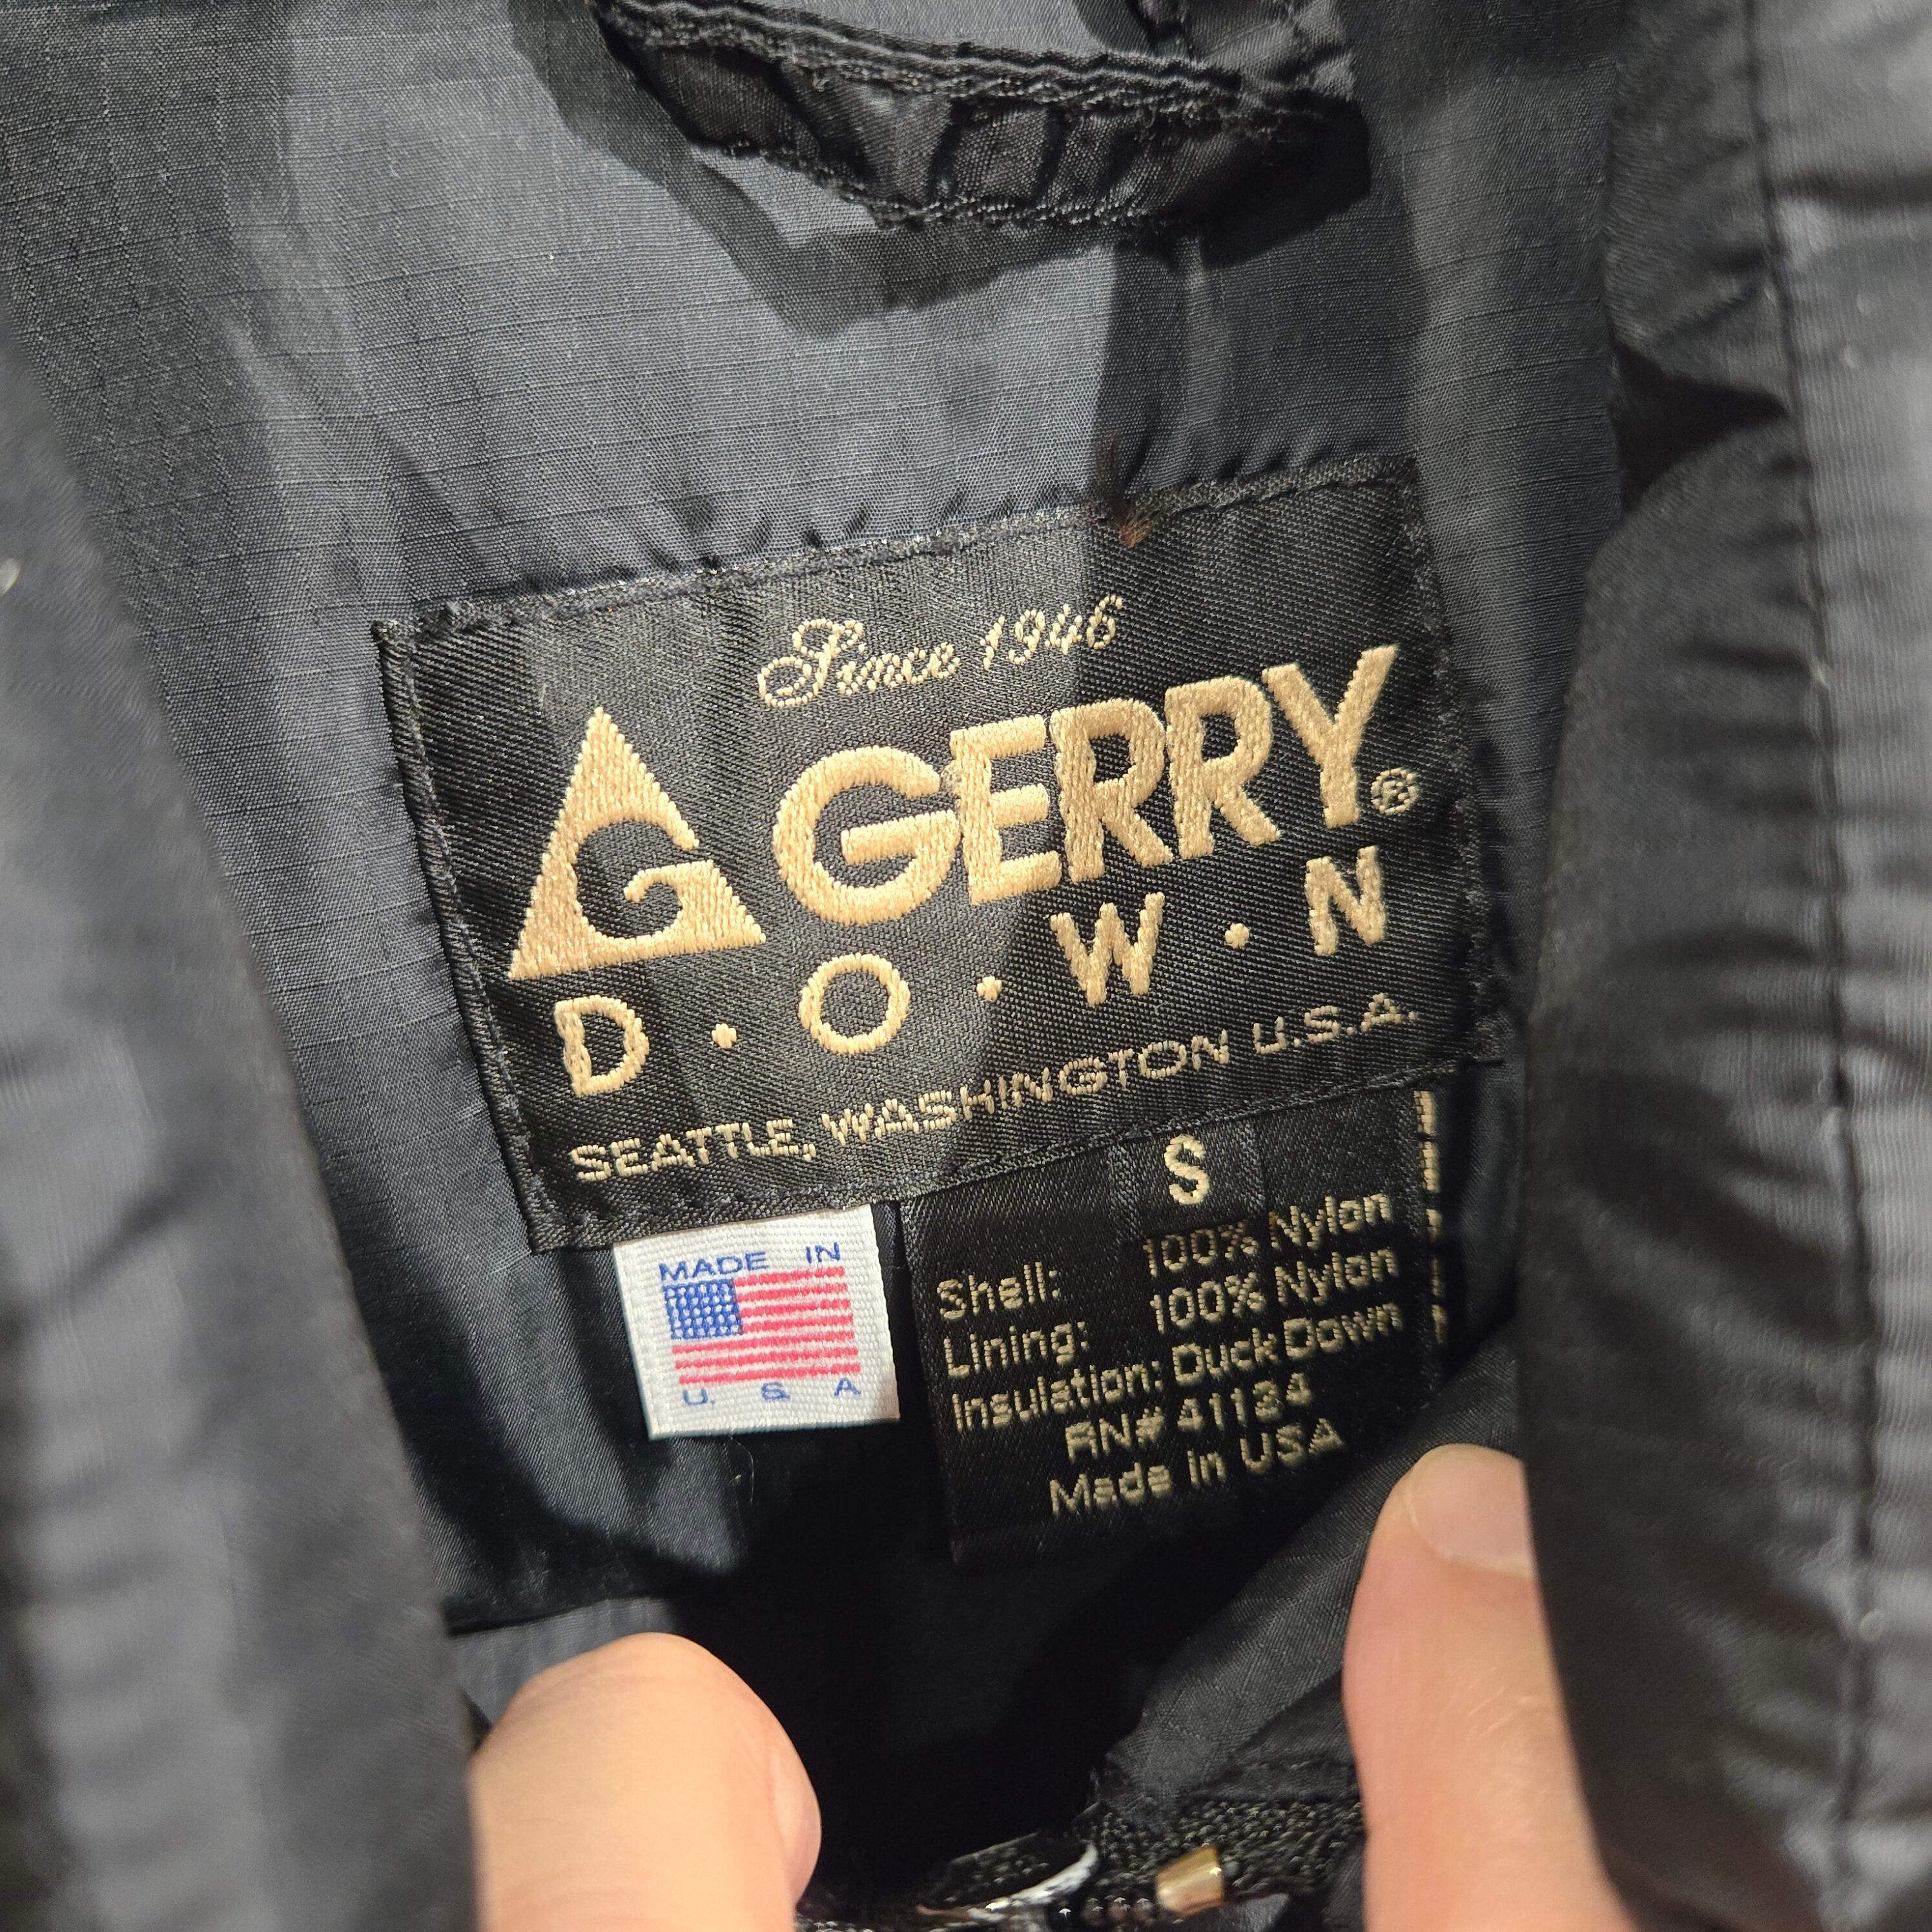 Since 1946
GERRY®
D·O·W·N
SEATTLE, WASHINGTON U.S.A.
MADE IN
U. S A
S
Shell: 100% Nylon
Lining: 100% Nylon
Insulation: Duck Down
RN# 41124
Made in USA